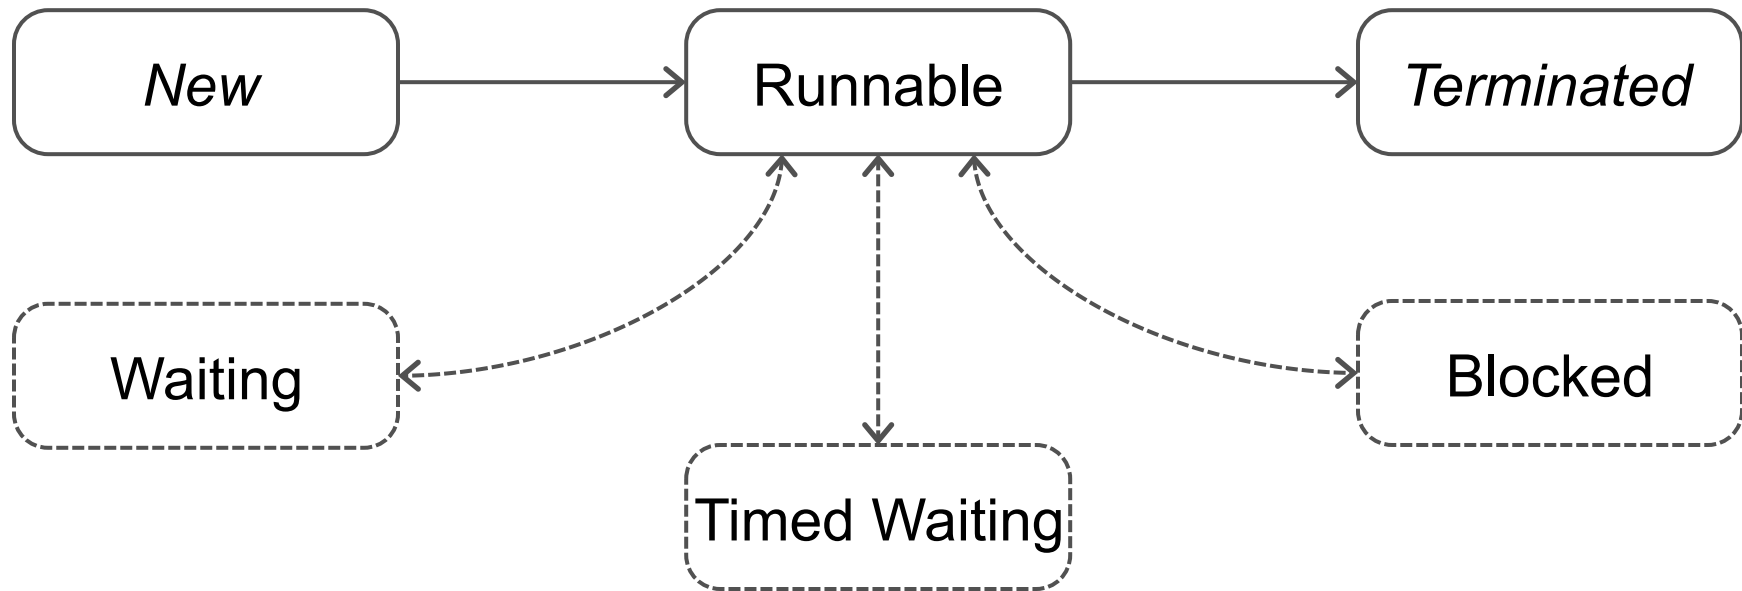 New
Runnable
Terminated
Waiting
Blocked
Timed Waiting